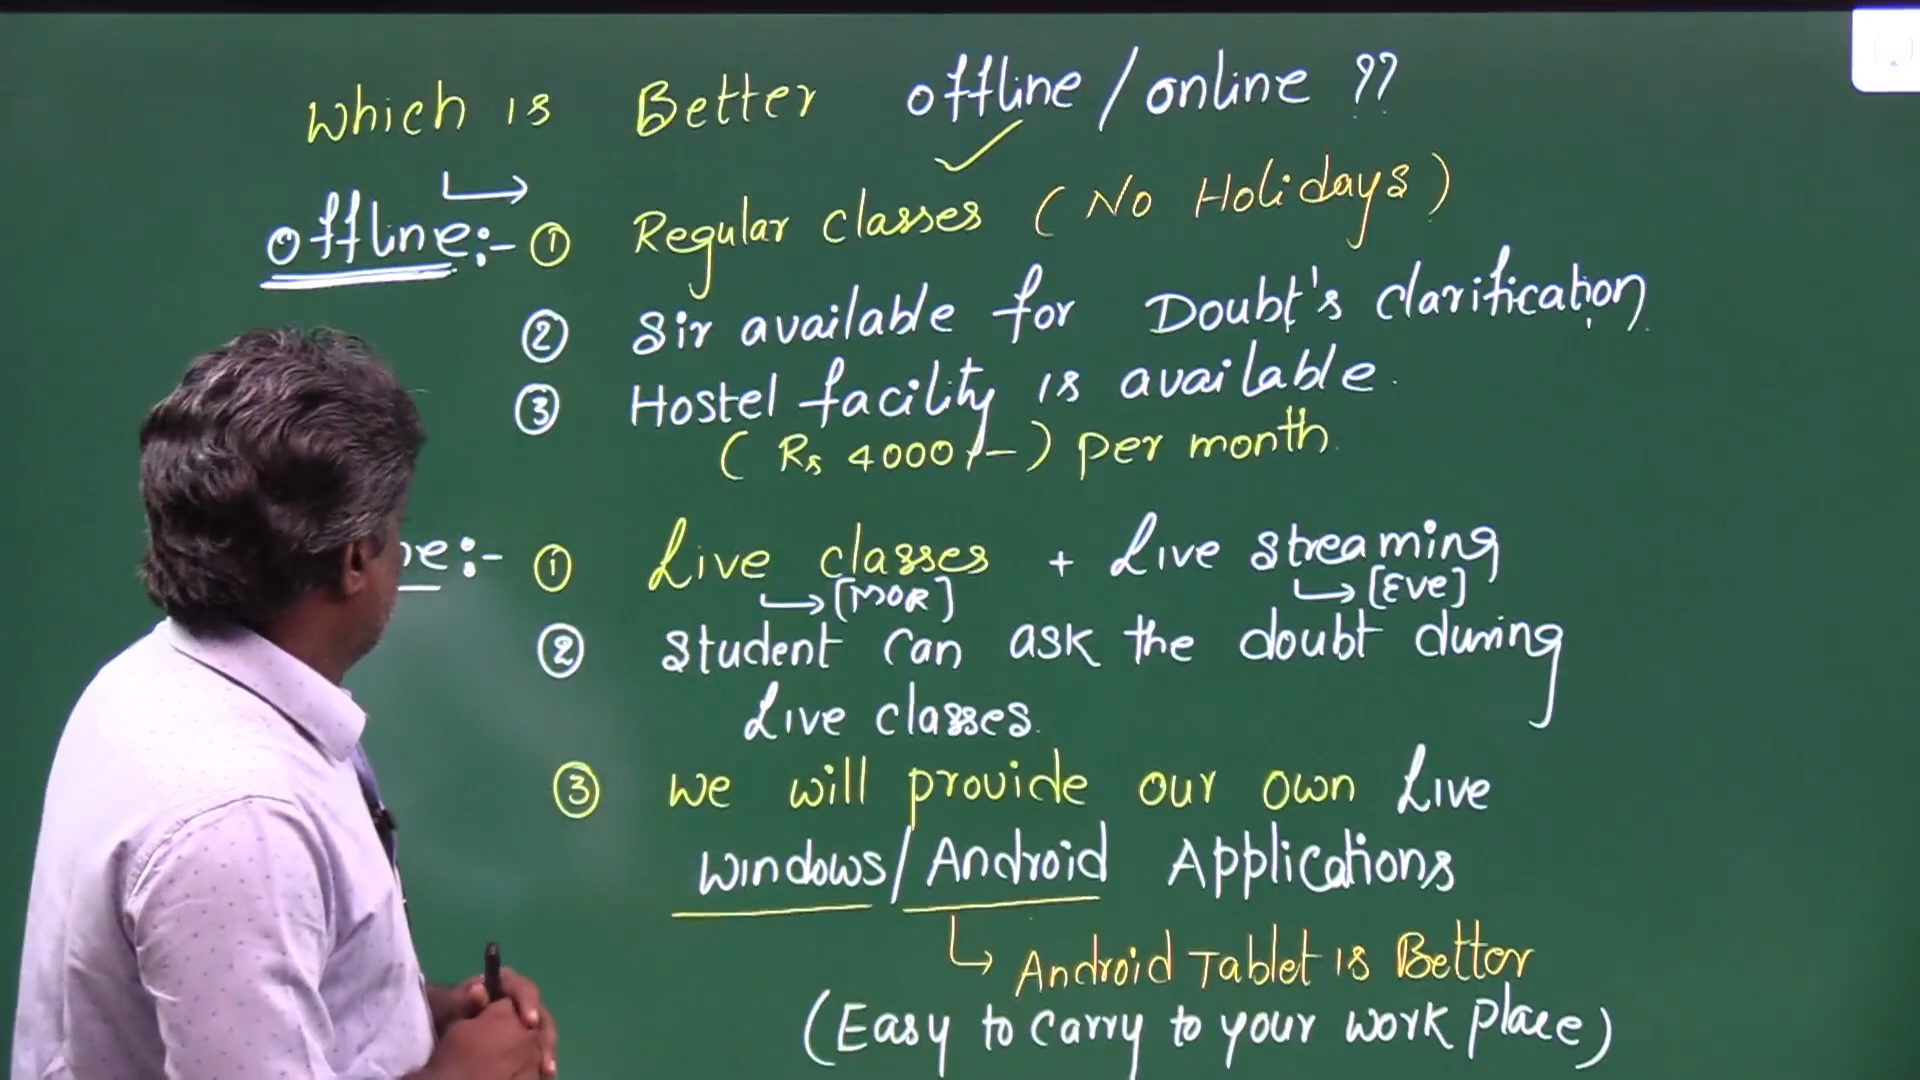 Which is Better offline / online ??
offline :- ① Regular classes (No Holidays)
② Sir available for Doubt's clarification
③ Hostel facility is available.
( Rs 4000/- ) per month.
ne :- ① Live classes + Live streaming
↳ [MOR] ↳ [EVE]
② Student can ask the doubt during
Live classes.
③ we will provide our own Live
Windows / Android Applications
↳ Android Tablet is Better
(Easy to carry to your work place)